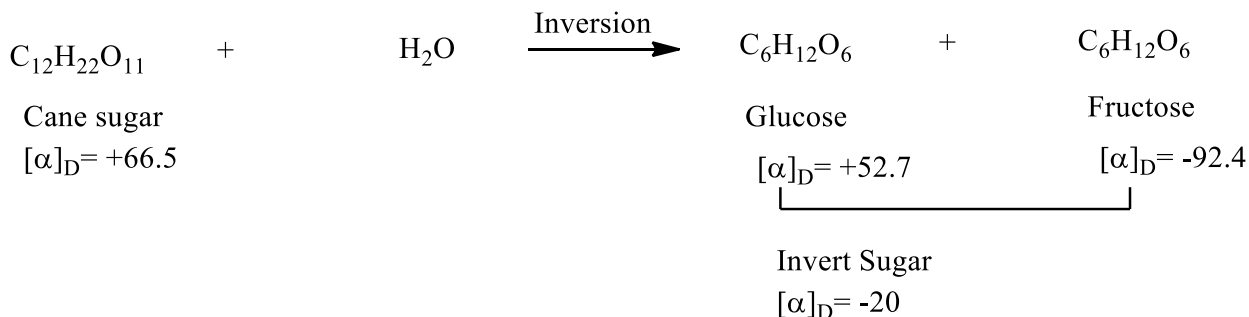 Inversion
C₁₂H₂₂O₁₁ + H₂O C₆H₁₂O₆ + C₆H₁₂O₆
Cane sugar Glucose Fructose
[α]D= +66.5 [α]D= +52.7 [α]D= -92.4
Invert Sugar
[α]D= -20